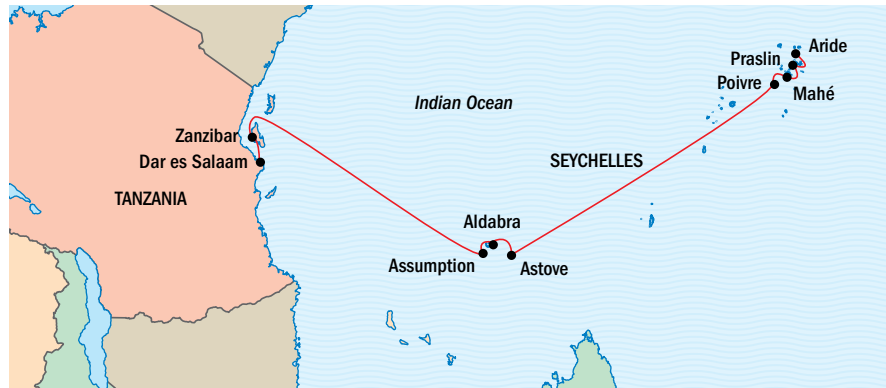 Aride
Praslin
Poivre
Mahé
Indian Ocean
Zanzibar
Dar es Salaam
SEYCHELLES
TANZANIA
Aldabra
Assumption
Astove